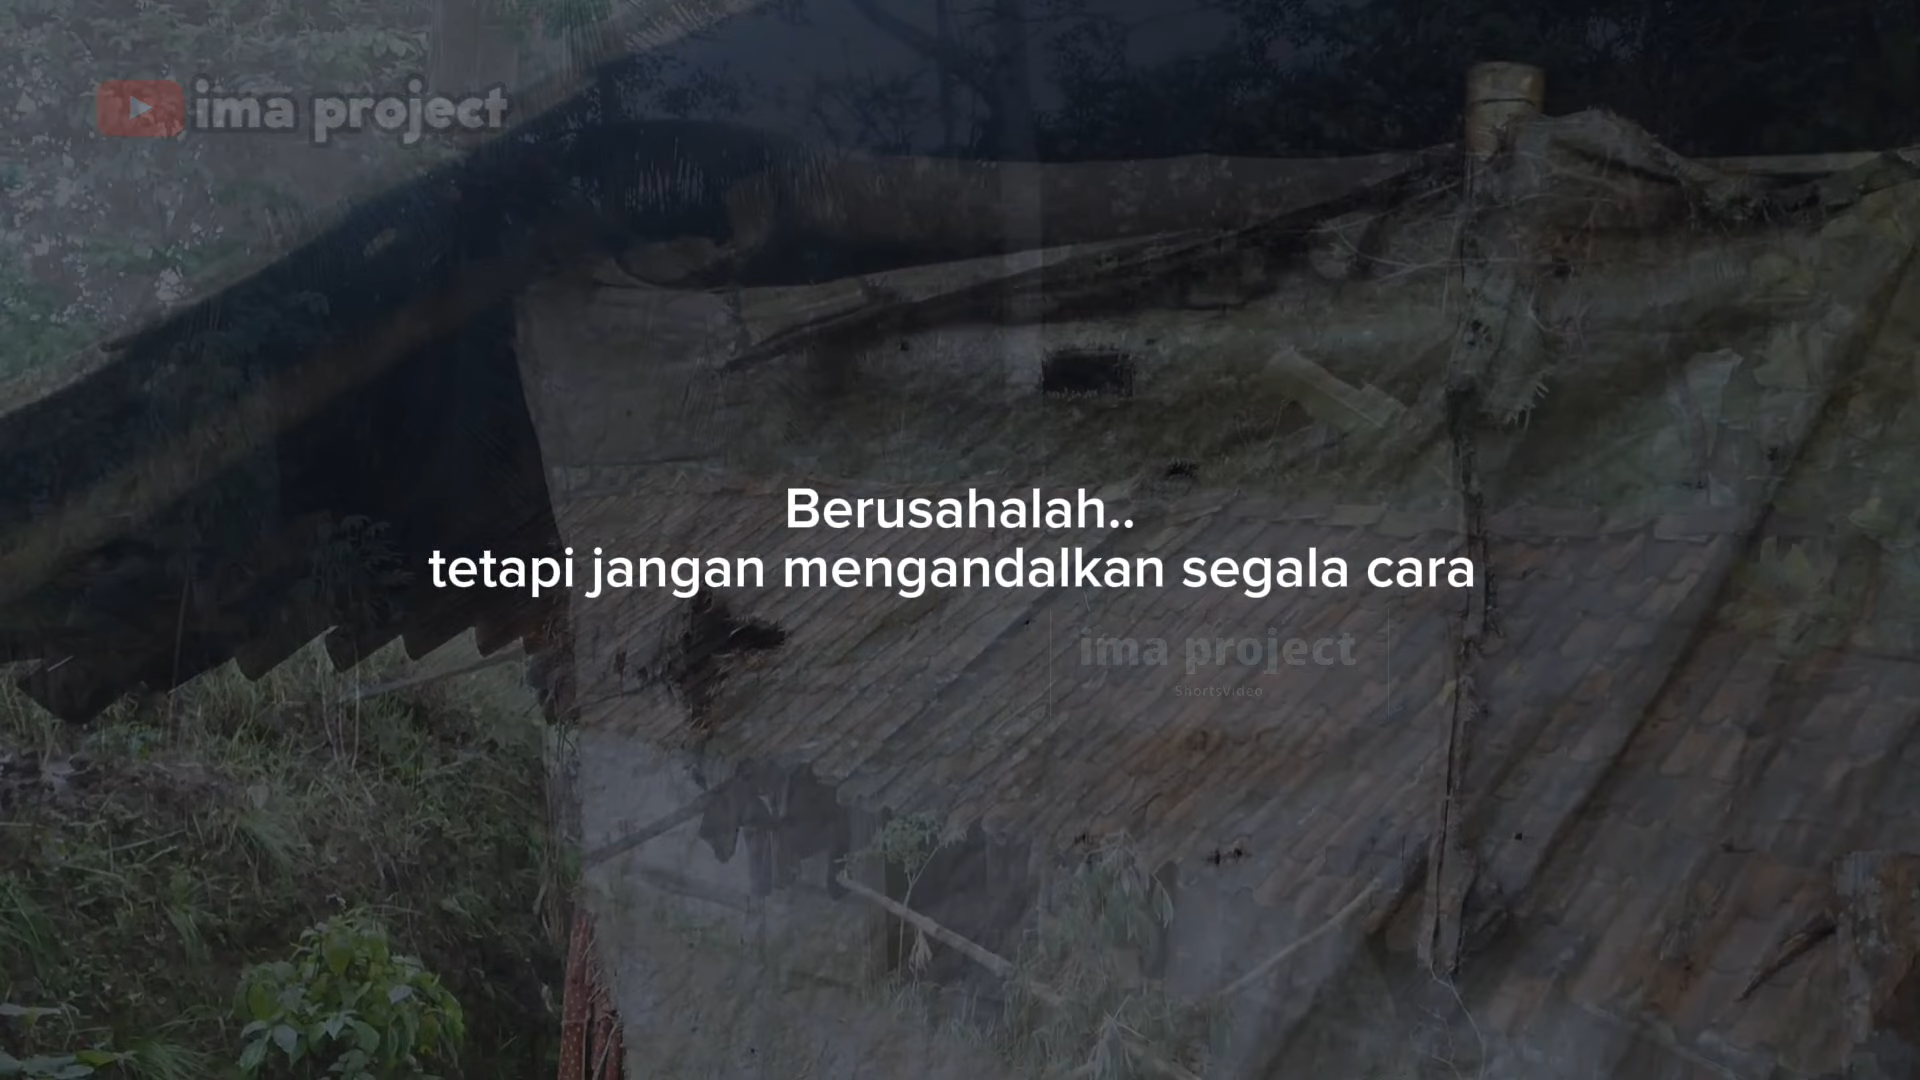 ima project
Berusahalah..
tetapi jangan mengandalkan segala cara
ima project
ShortsVideo